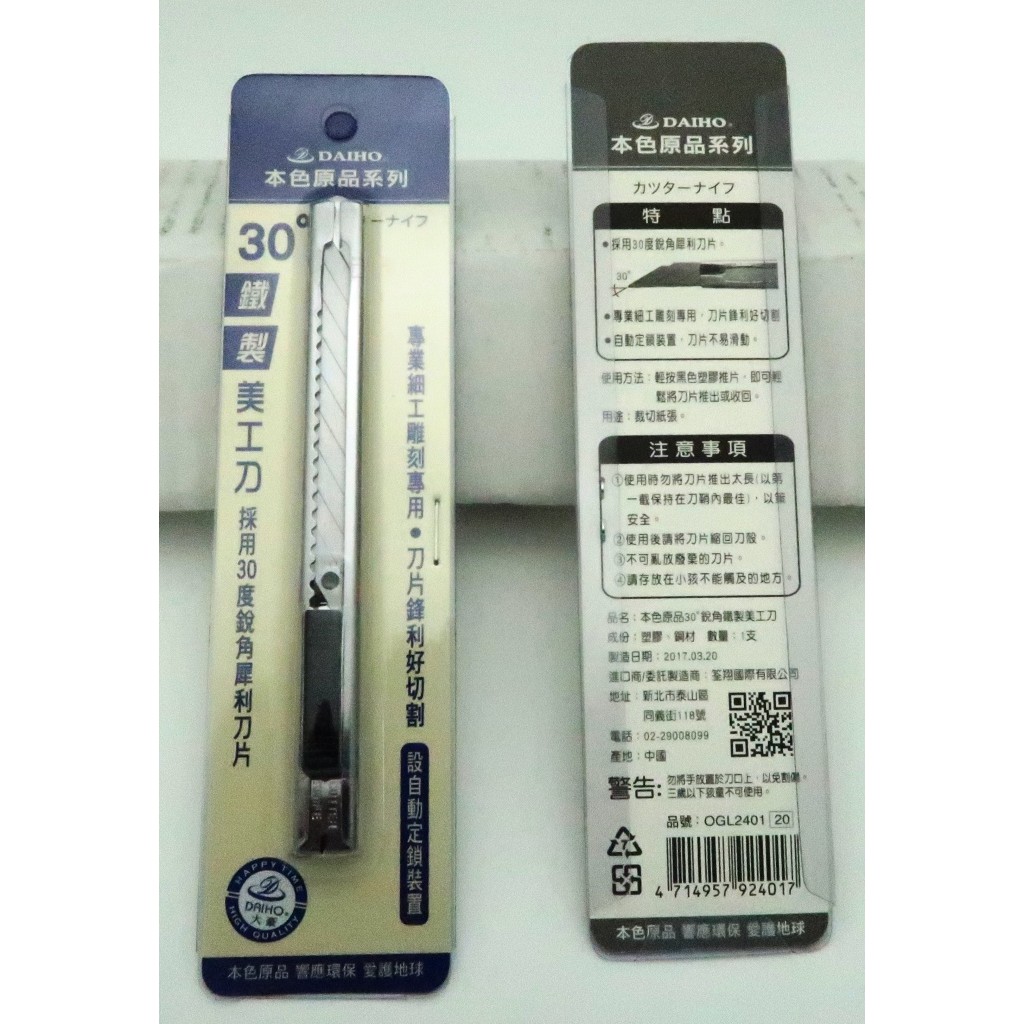 DAIHO
本色原品系列
ーナイフ
30°
鐵製美工刀
採用30度銳角犀利刀片
專業細工雕刻專用・刀片鋒利好切割
設自動定鎖裝置
HAPPY TIME
DAIHO
大豪
HIGH QUALITY
本色原品 響應環保 愛護地球
DAIHO
本色原品系列
カツターナイフ
特 點
•採用30度銳角犀利刀片。
30°
•專業細工雕刻專用，刀片鋒利好切割
•自動定鎖裝置，刀片不易滑動。
使用方法：輕按黑色塑膠推片，即可輕
鬆將刀片推出或收回。
用途：裁切紙張。
注意事項
①使用時勿將刀片推出太長(以第
一截保持在刀鞘內最佳)，以策
安全。
②使用後請將刀片縮回刀殼。
③不可亂放廢棄的刀片。
④請存放在小孩不能觸及的地方。
品名：本色原品30°銳角鐵製美工刀
成份：塑膠、鋼材 數量：1支
製造日期：2017.03.20
進口商/委託製造商：荃翔國際有限公司
地址：新北市泰山區
同義街118號
電話：02-29008099
產地：中國
警告:
勿將手放置於刀口上，以免割傷。
三歲以下孩童不可使用。
品號：OGL2401 20
7
4 714957 924017
本色原品 響應環保 愛護地球